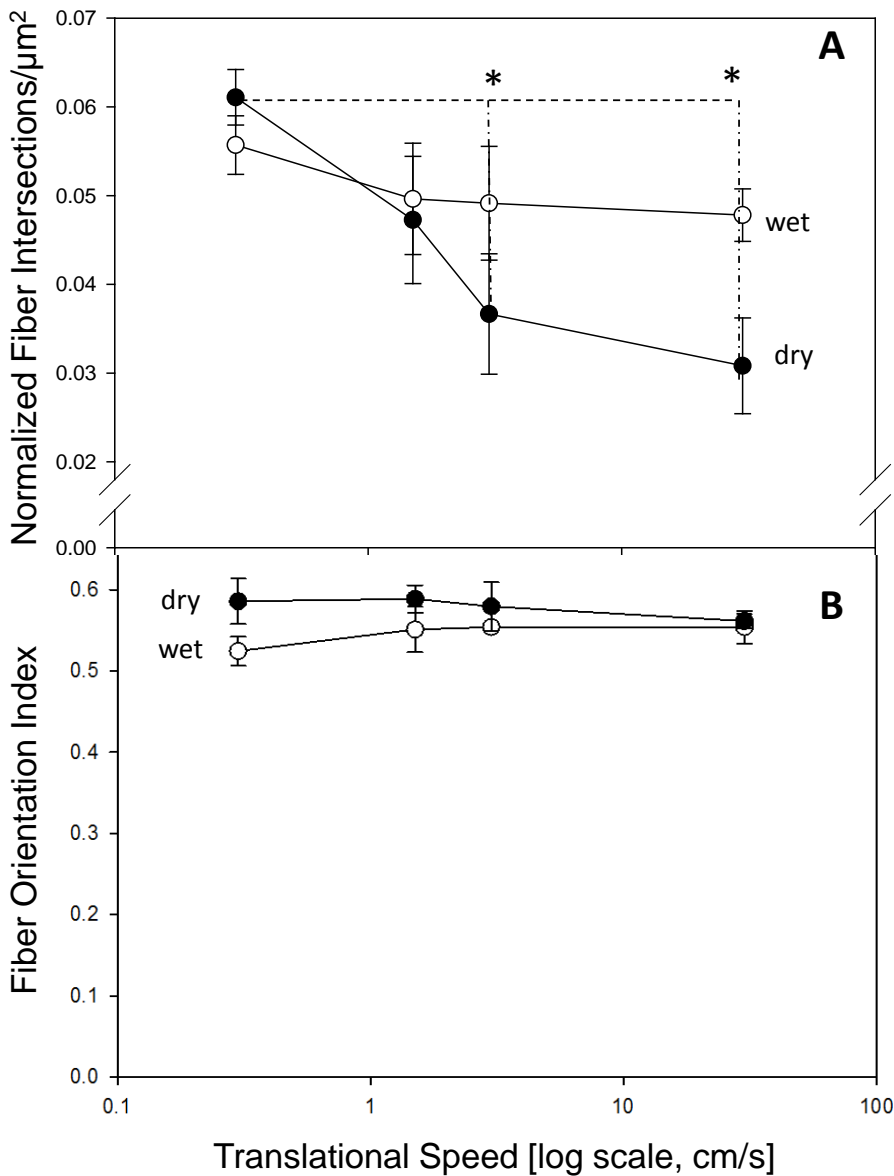 Normalized Fiber Intersections/µm²
0.07
0.06
0.05
0.04
0.03
0.02
0.00
A
*
*
wet
dry
Fiber Orientation Index
0.6
0.5
0.4
0.3
0.2
0.1
0.0
B
dry
wet
0.1
1
10
100
Translational Speed [log scale, cm/s]